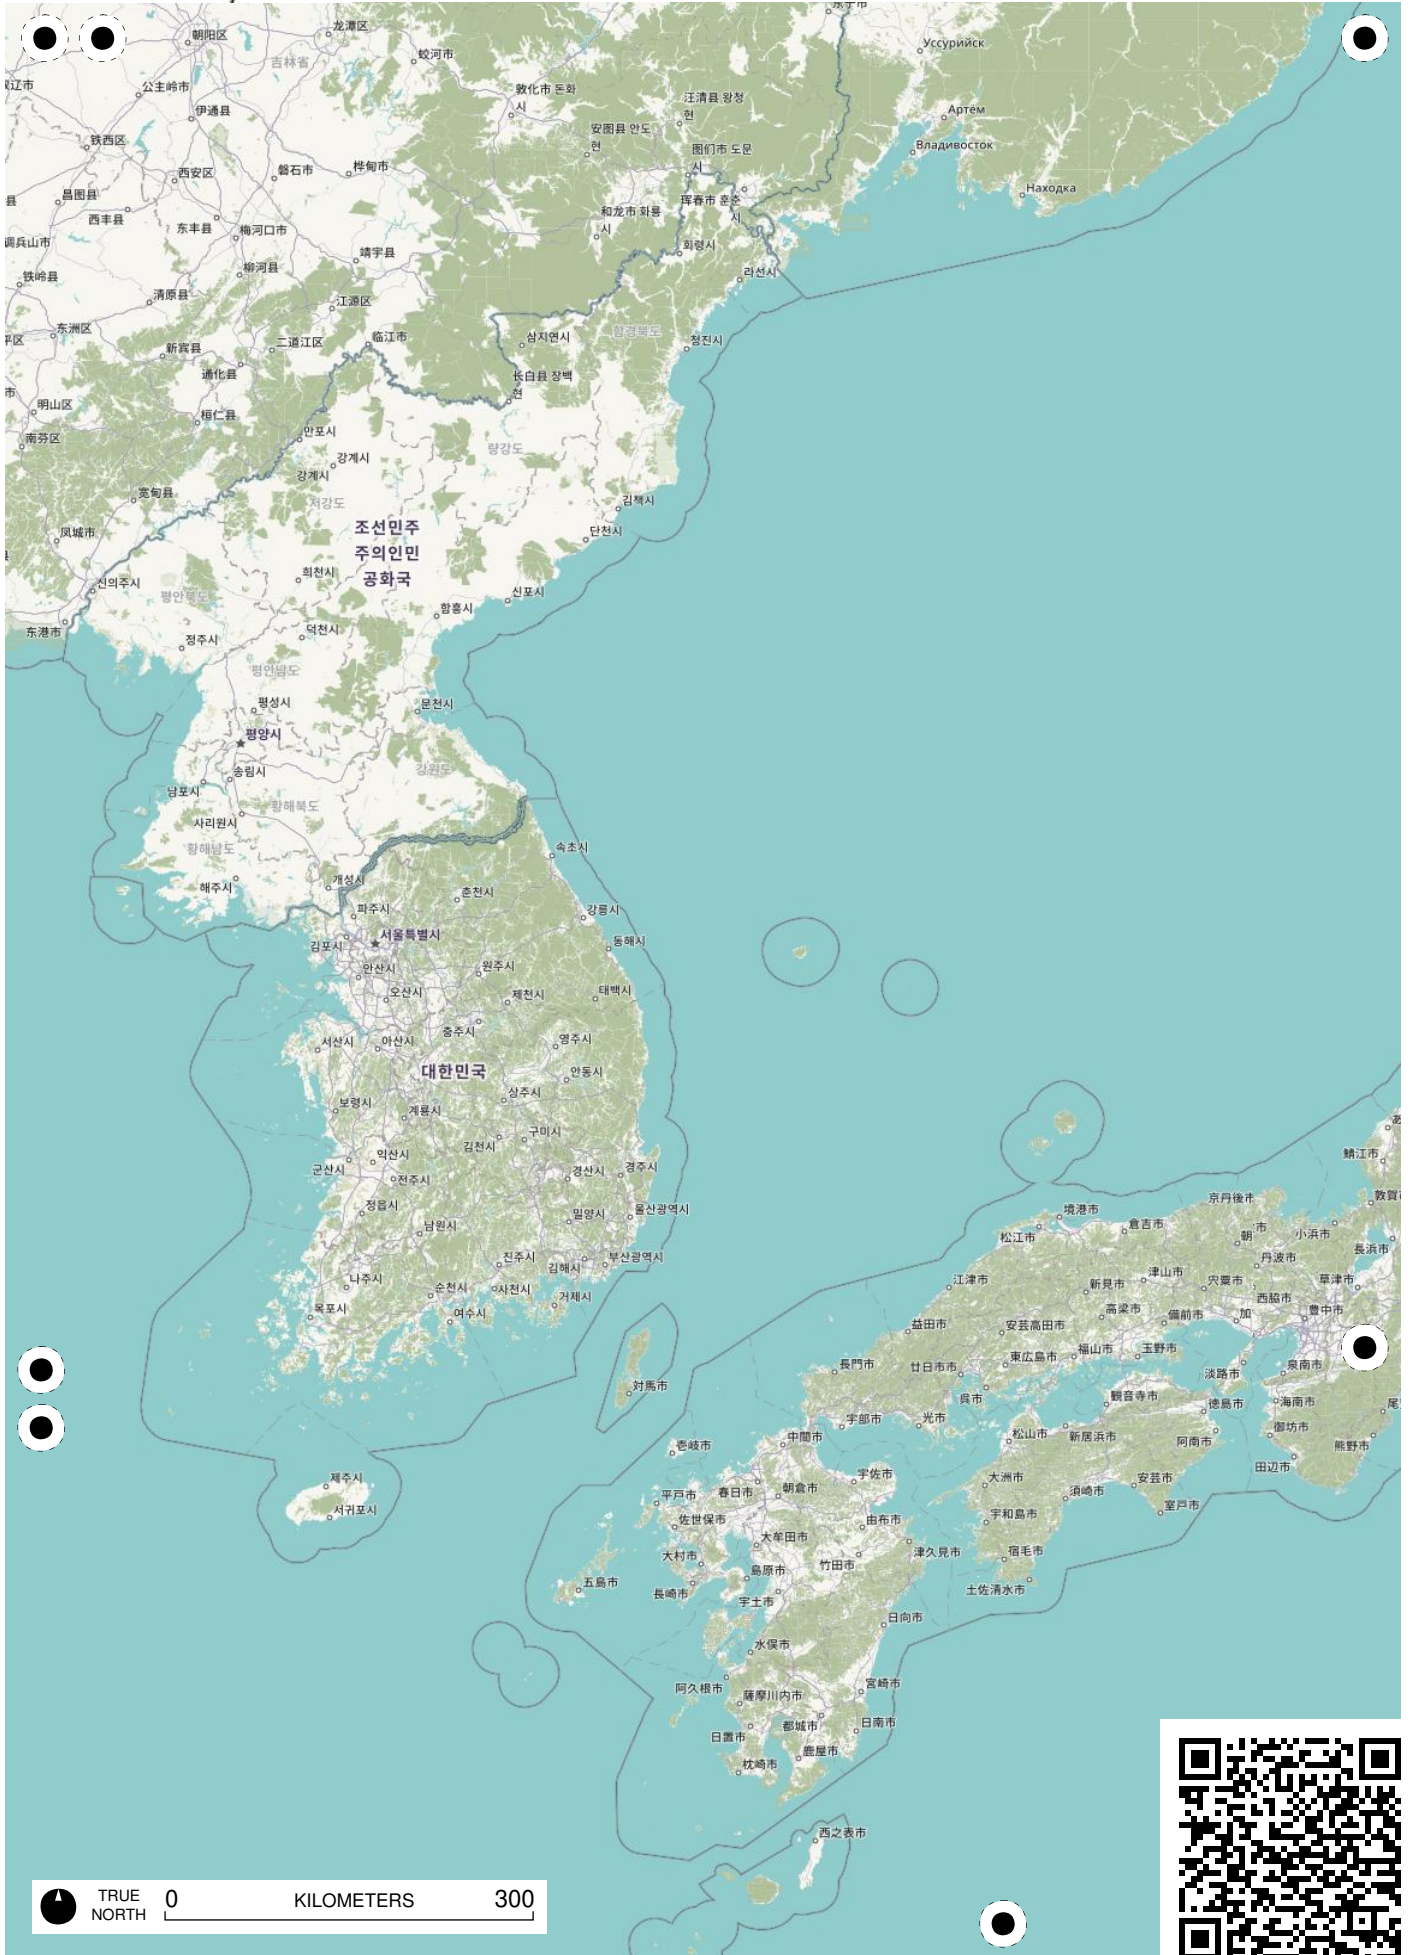 朝阳区
龙潭区
吉林省
蛟河市
公主岭市
伊通县
敦化市 돈화
시
汪清县 왕청
현
安图县 안도
현
图们市 도문
시
Уссурийск
Артём
Владивосток
Находка
铁西区
西安区
磐石市
桦甸市
昌图县
西丰县
东丰县
梅河口市
调兵山市
和龙市 화룡
시
珲春市 훈춘
시
회령시
라선시
铁岭县
柳河县
靖宇县
清原县
江源区
东洲区
新宾县
二道江区
临江市
通化县
삼지연시
함경북도
청진시
长白县 장백
현
明山区
桓仁县
南芬区
만포시
강계시
강계시
량강도
자강도
宽甸县
凤城市
김책시
단천시
조선민주
주의인민
공화국
신의주시
평안북도
희천시
신포시
함흥시
东港市
정주시
덕천시
평안남도
평성시
문천시
평양시
송림시
남포시
강원도
황해북도
사리원시
황해남도
해주시
개성시
속초시
춘천시
파주시
강릉시
김포시
서울특별시
동해시
안산시
원주시
오산시
제천시
태백시
충주시
서산시
아산시
영주시
대한민국
안동시
상주시
보령시
계룡시
구미시
김천시
익산시
군산시
전주시
경산시
경주시
정읍시
남원시
밀양시
울산광역시
진주시
김해시
부산광역시
나주시
순천시
사천시
거제시
목포시
여수시
제주시
서귀포시
対馬市
壱岐市
鯖江市
敦賀市
京丹後市
境港市
松江市
倉吉市
朝
市
小浜市
長浜市
丹波市
江津市
新見市
津山市
宍粟市
西脇市
草津市
益田市
安芸高田市
高梁市
備前市
加
豊中市
長門市
廿日市市
東広島市
福山市
玉野市
淡路市
泉南市
呉市
観音寺市
徳島市
海南市
宇部市
光市
松山市
新居浜市
阿南市
御坊市
熊野市
田辺市
中間市
宇佐市
大洲市
安芸市
須崎市
室戸市
平戸市
春日市
朝倉市
佐世保市
由布市
宇和島市
大牟田市
大村市
島原市
竹田市
津久見市
宿毛市
五島市
長崎市
宇土市
土佐清水市
日向市
水俣市
阿久根市
薩摩川内市
宮崎市
日置市
都城市
日南市
枕崎市
鹿屋市
西之表市
TRUE
NORTH
0 KILOMETERS 300